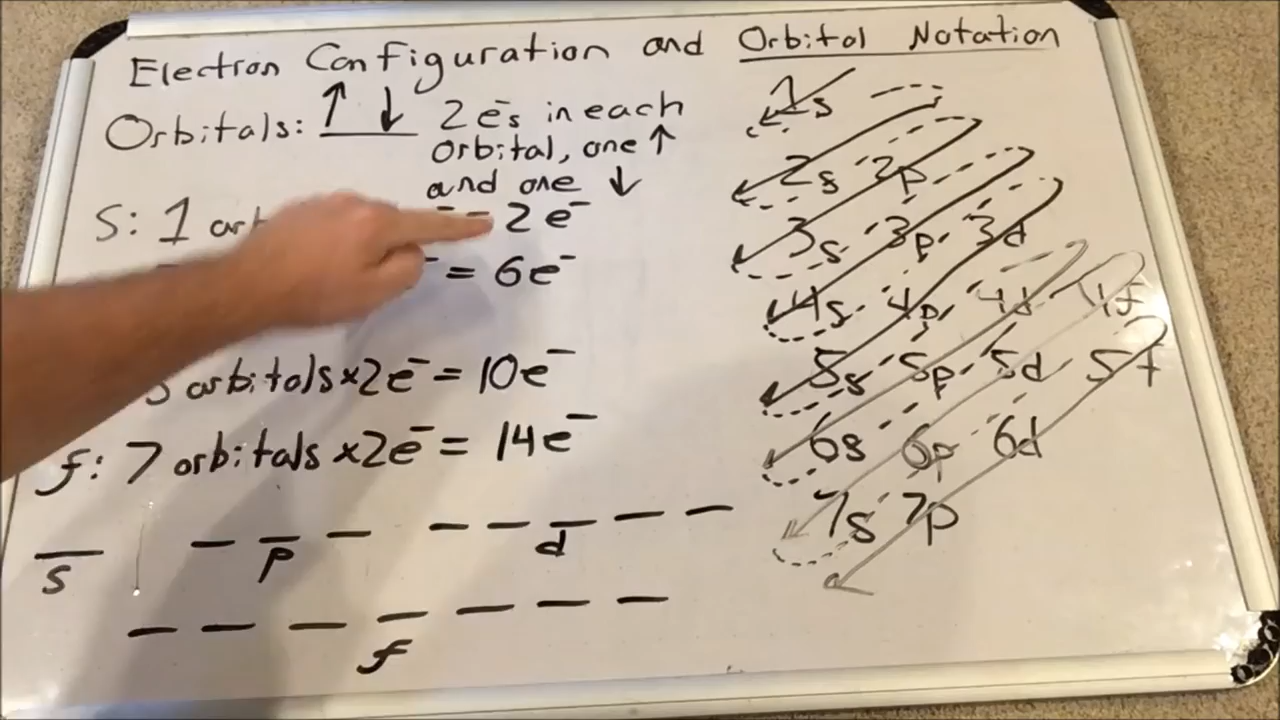 Electron Configuration and Orbital Notation
Orbitals: ↑ ↓ 2 e⁻s in each
orbital, one ↑
and one ↓
S: 1 2e⁻
= 6e⁻
orbitals×2e⁻ = 10e⁻
f: 7 orbitals ×2e⁻ = 14e⁻
s p d
f
1s
2s 2p
3s 3p 3d
4s 4p 4d 4f
5s 5p 5d 5f
6s 6p 6d
7s 7p